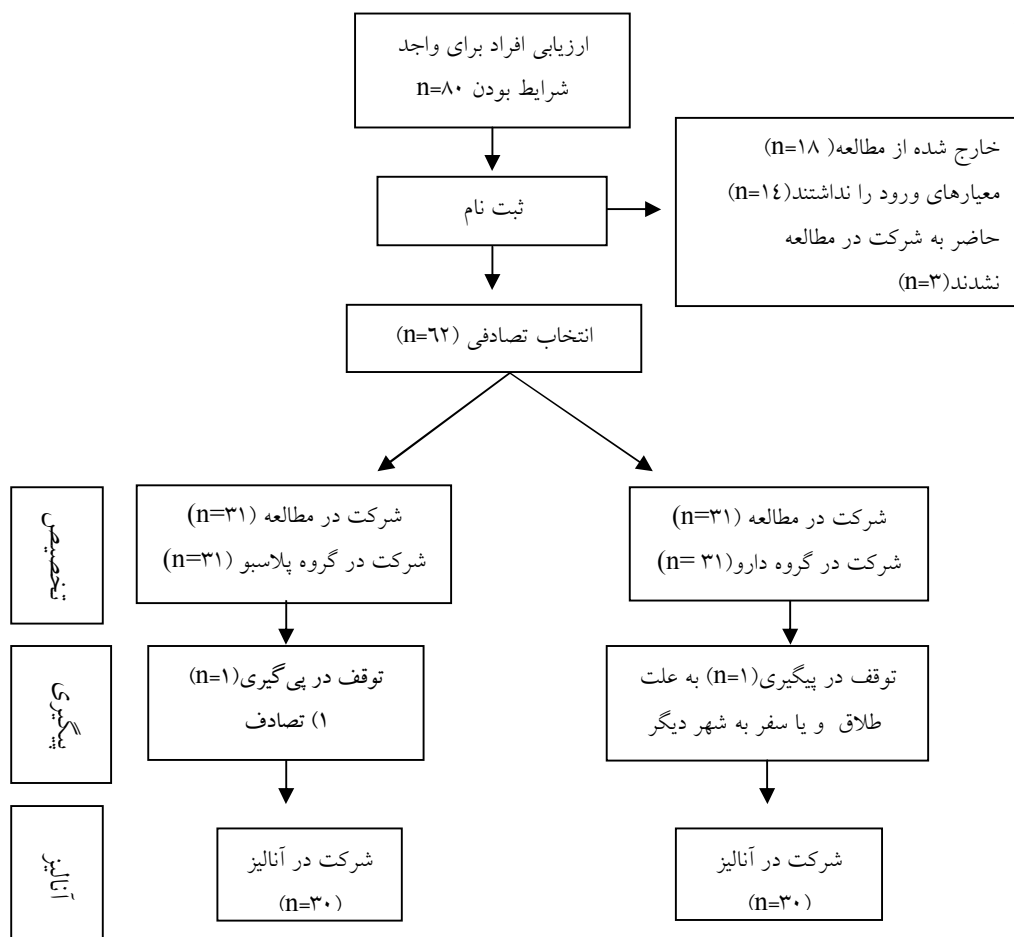 ارزیابی افراد برای واجد
شرایط بودن n=۸۰
خارج شده از مطالعه( n=۱۸)
معیارهای ورود را نداشتند(n=۱٤)
حاضر به شرکت در مطالعه
نشدند(n=۳)
ثبت نام
انتخاب تصادفی (n=٦۲)
تخصیص
شرکت در مطالعه (n=۳۱)
شرکت در گروه دارو(n= ۳۱)
شرکت در مطالعه (n=۳۱)
شرکت در گروه پلاسبو (n=۳۱)
پیگیری
توقف در پیگیری(n=۱) به علت
طلاق و یا سفر به شهر دیگر
توقف در پی‌گیری(n=۱)
۱) تصادف
آنالیز
شرکت در آنالیز
(n=۳۰)
شرکت در آنالیز
(n=۳۰)